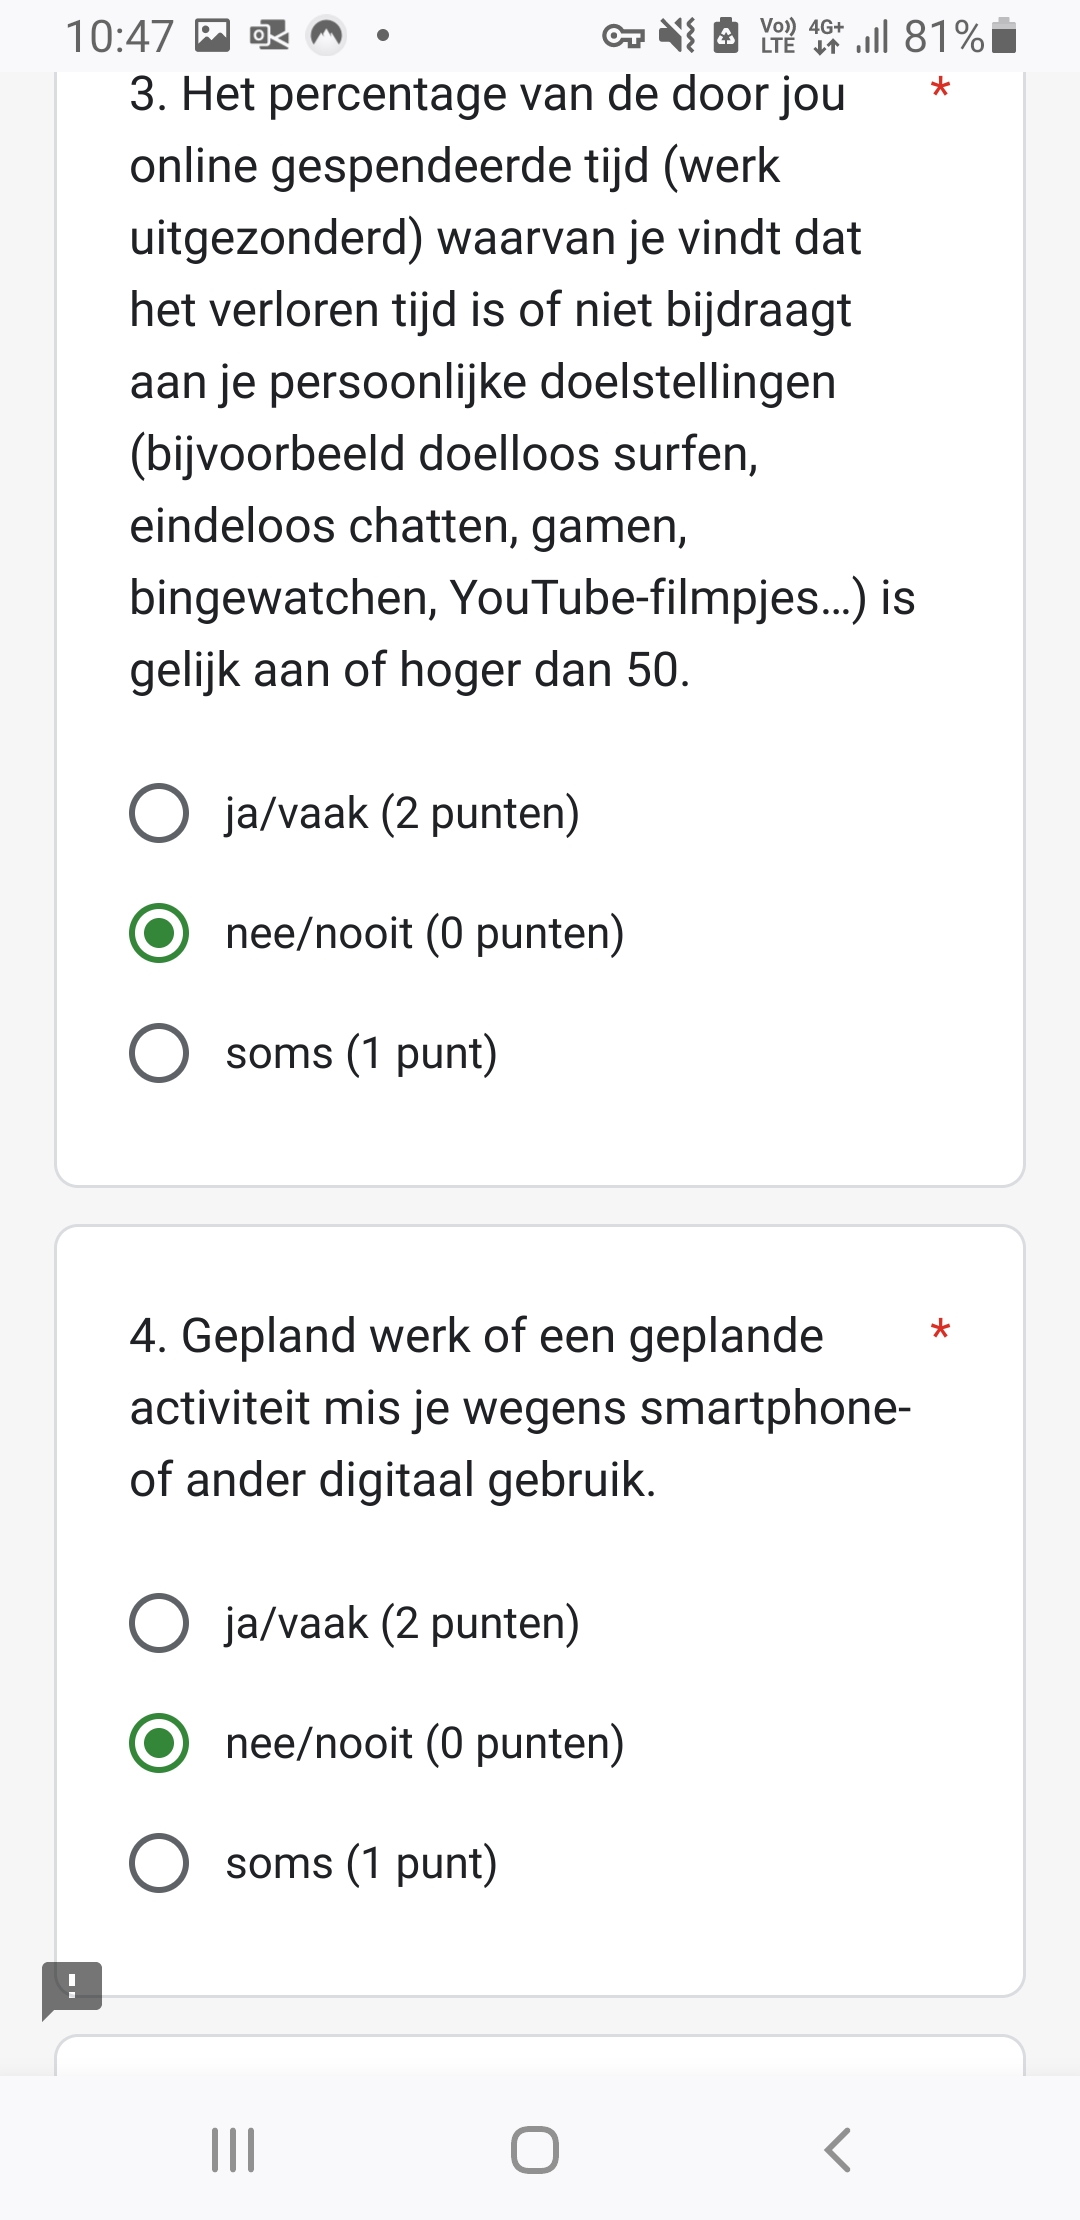 10:47
Vo)) LTE 4G+ 81%
3. Het percentage van de door jou *
online gespendeerde tijd (werk
uitgezonderd) waarvan je vindt dat
het verloren tijd is of niet bijdraagt
aan je persoonlijke doelstellingen
(bijvoorbeeld doelloos surfen,
eindeloos chatten, gamen,
bingewatchen, YouTube-filmpjes...) is
gelijk aan of hoger dan 50.
ja/vaak (2 punten)
nee/nooit (0 punten)
soms (1 punt)
4. Gepland werk of een geplande *
activiteit mis je wegens smartphone-
of ander digitaal gebruik.
ja/vaak (2 punten)
nee/nooit (0 punten)
soms (1 punt)